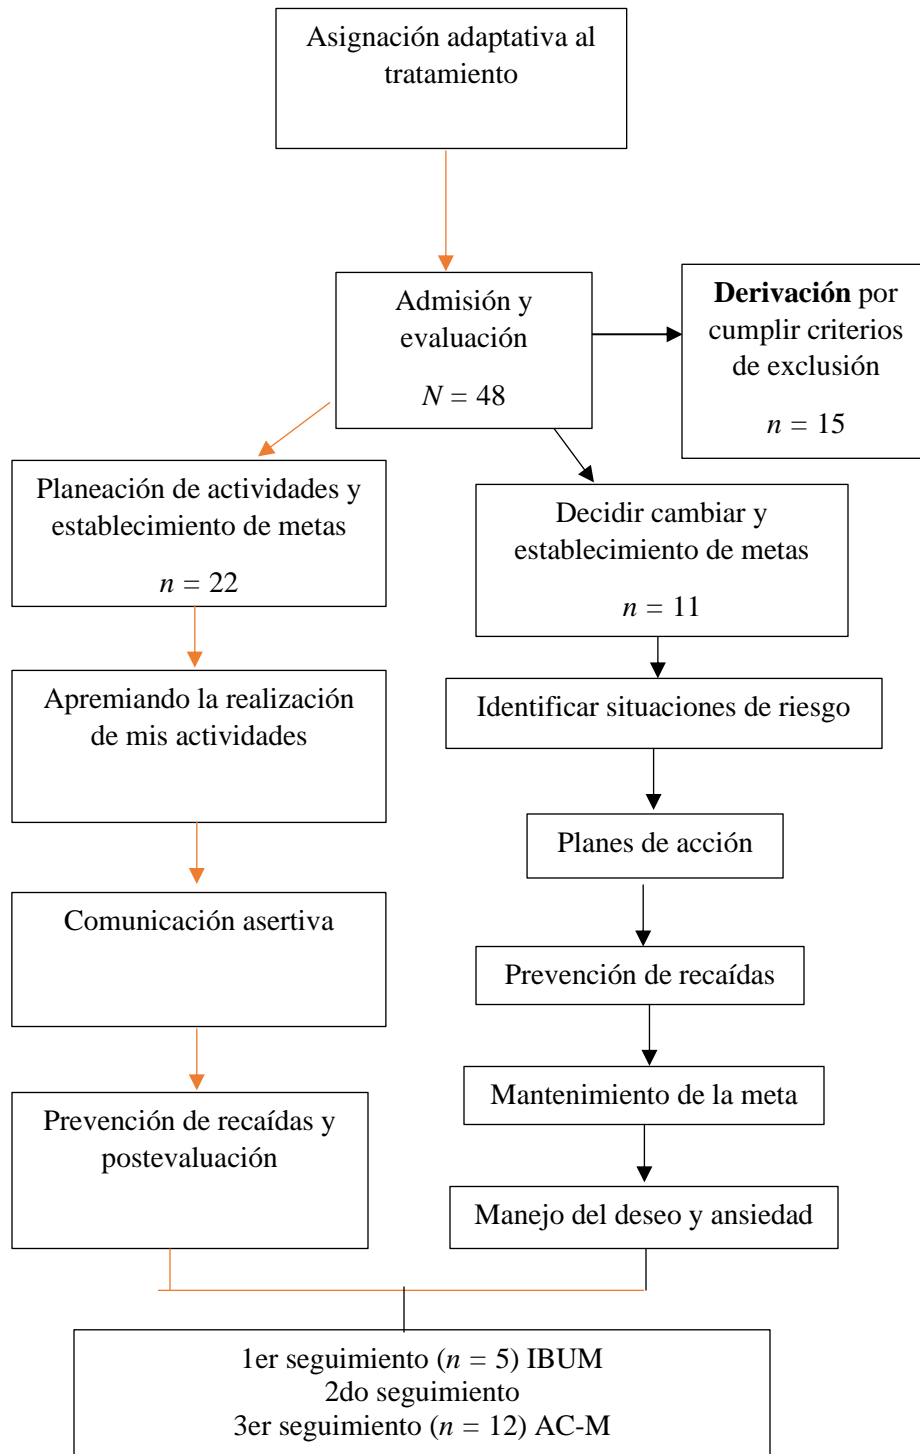 Asignación adaptativa al
tratamiento
Admisión y
evaluación
N = 48
Derivación por
cumplir criterios
de exclusión
n = 15
Planeación de actividades y
establecimiento de metas
n = 22
Decidir cambiar y
establecimiento de metas
n = 11
Apremiando la realización
de mis actividades
Identificar situaciones de riesgo
Planes de acción
Comunicación asertiva
Prevención de recaídas
Mantenimiento de la meta
Prevención de recaídas y
postevaluación
Manejo del deseo y ansiedad
1er seguimiento (n = 5) IBUM
2do seguimiento
3er seguimiento (n = 12) AC-M